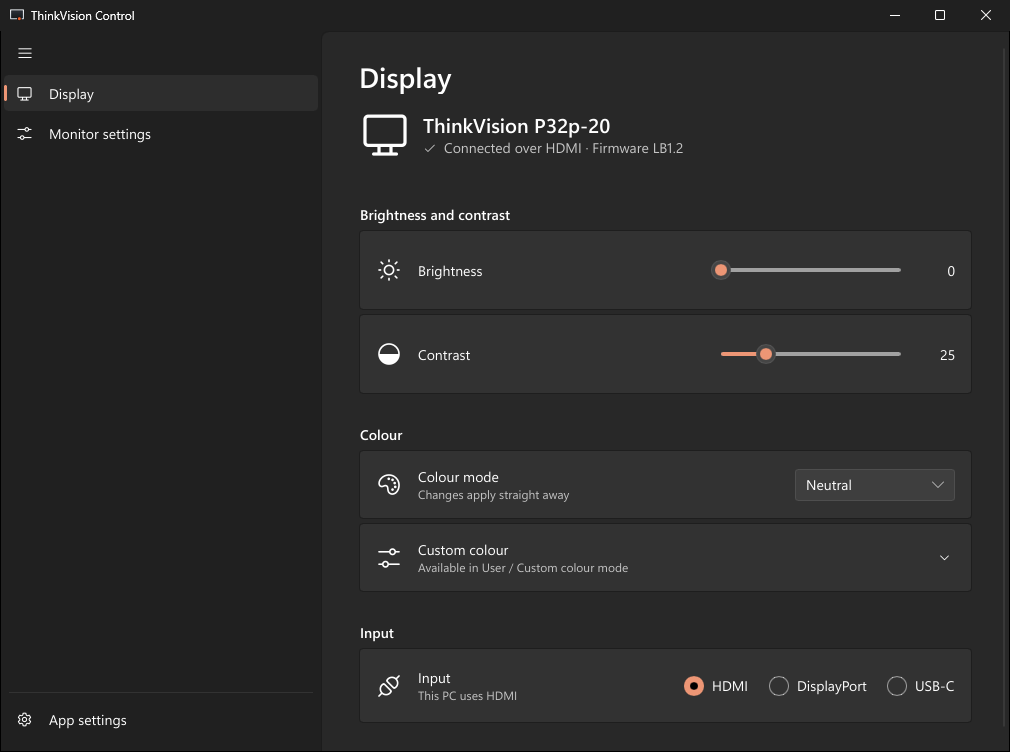 ThinkVision Control
Display
Monitor settings
App settings
Display
ThinkVision P32p-20
Connected over HDMI · Firmware LB1.2
Brightness and contrast
Brightness
0
Contrast
25
Colour
Colour mode
Changes apply straight away
Neutral
Custom colour
Available in User / Custom colour mode
Input
Input
This PC uses HDMI
HDMI
DisplayPort
USB-C